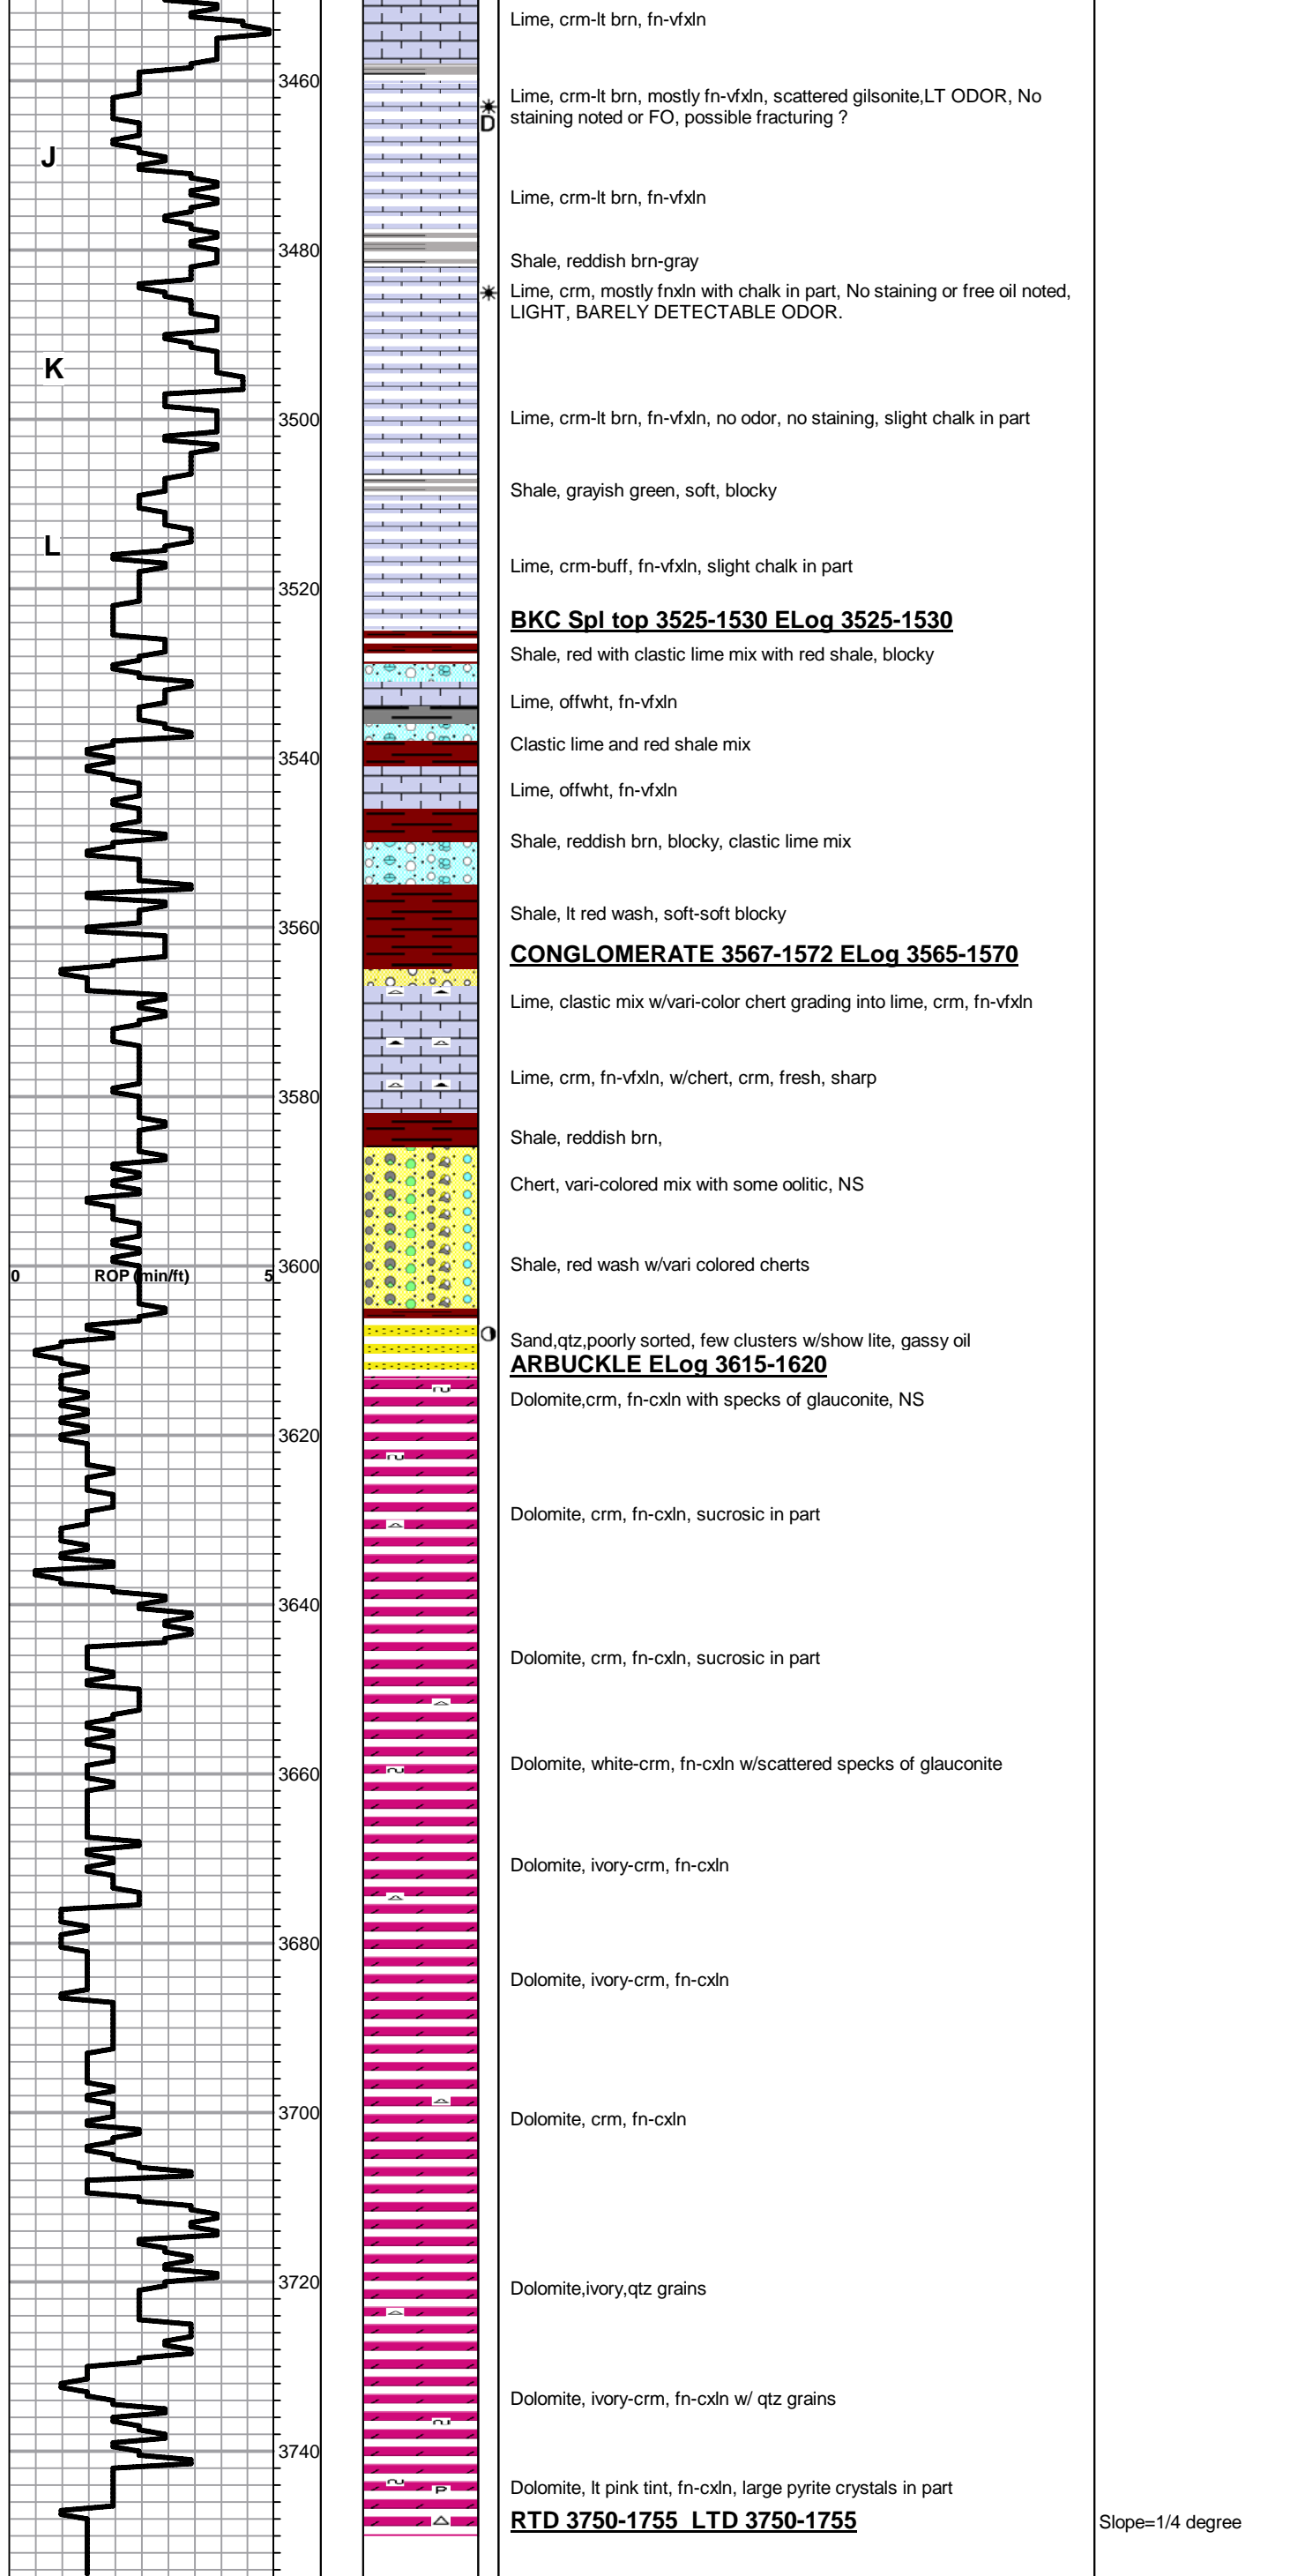 Lime, crm-lt brn, fn-vfxln
3460
Lime, crm-lt brn, mostly fn-vfxln, scattered gilsonite,LT ODOR, No
staining noted or FO, possible fracturing ?
D
J
Lime, crm-lt brn, fn-vfxln
3480
Shale, reddish brn-gray
Lime, crm, mostly fnxln with chalk in part, No staining or free oil noted,
LIGHT, BARELY DETECTABLE ODOR.
K
3500
Lime, crm-lt brn, fn-vfxln, no odor, no staining, slight chalk in part
Shale, grayish green, soft, blocky
L
Lime, crm-buff, fn-vfxln, slight chalk in part
3520
BKC Spl top 3525-1530 ELog 3525-1530
Shale, red with clastic lime mix with red shale, blocky
Lime, offwht, fn-vfxln
Clastic lime and red shale mix
3540
Lime, offwht, fn-vfxln
Shale, reddish brn, blocky, clastic lime mix
Shale, lt red wash, soft-soft blocky
3560
CONGLOMERATE 3567-1572 ELog 3565-1570
Lime, clastic mix w/vari-color chert grading into lime, crm, fn-vfxln
Lime, crm, fn-vfxln, w/chert, crm, fresh, sharp
3580
Shale, reddish brn,
Chert, vari-colored mix with some oolitic, NS
Shale, red wash w/vari colored cherts
3600
0 ROP (min/ft) 5
Sand,qtz,poorly sorted, few clusters w/show lite, gassy oil
ARBUCKLE ELog 3615-1620
Dolomite,crm, fn-cxln with specks of glauconite, NS
3620
Dolomite, crm, fn-cxln, sucrosic in part
3640
Dolomite, crm, fn-cxln, sucrosic in part
Dolomite, white-crm, fn-cxln w/scattered specks of glauconite
3660
Dolomite, ivory-crm, fn-cxln
3680
Dolomite, ivory-crm, fn-cxln
3700
Dolomite, crm, fn-cxln
3720
Dolomite,ivory,qtz grains
Dolomite, ivory-crm, fn-cxln w/ qtz grains
3740
Dolomite, lt pink tint, fn-cxln, large pyrite crystals in part
P
RTD 3750-1755 LTD 3750-1755
Slope=1/4 degree